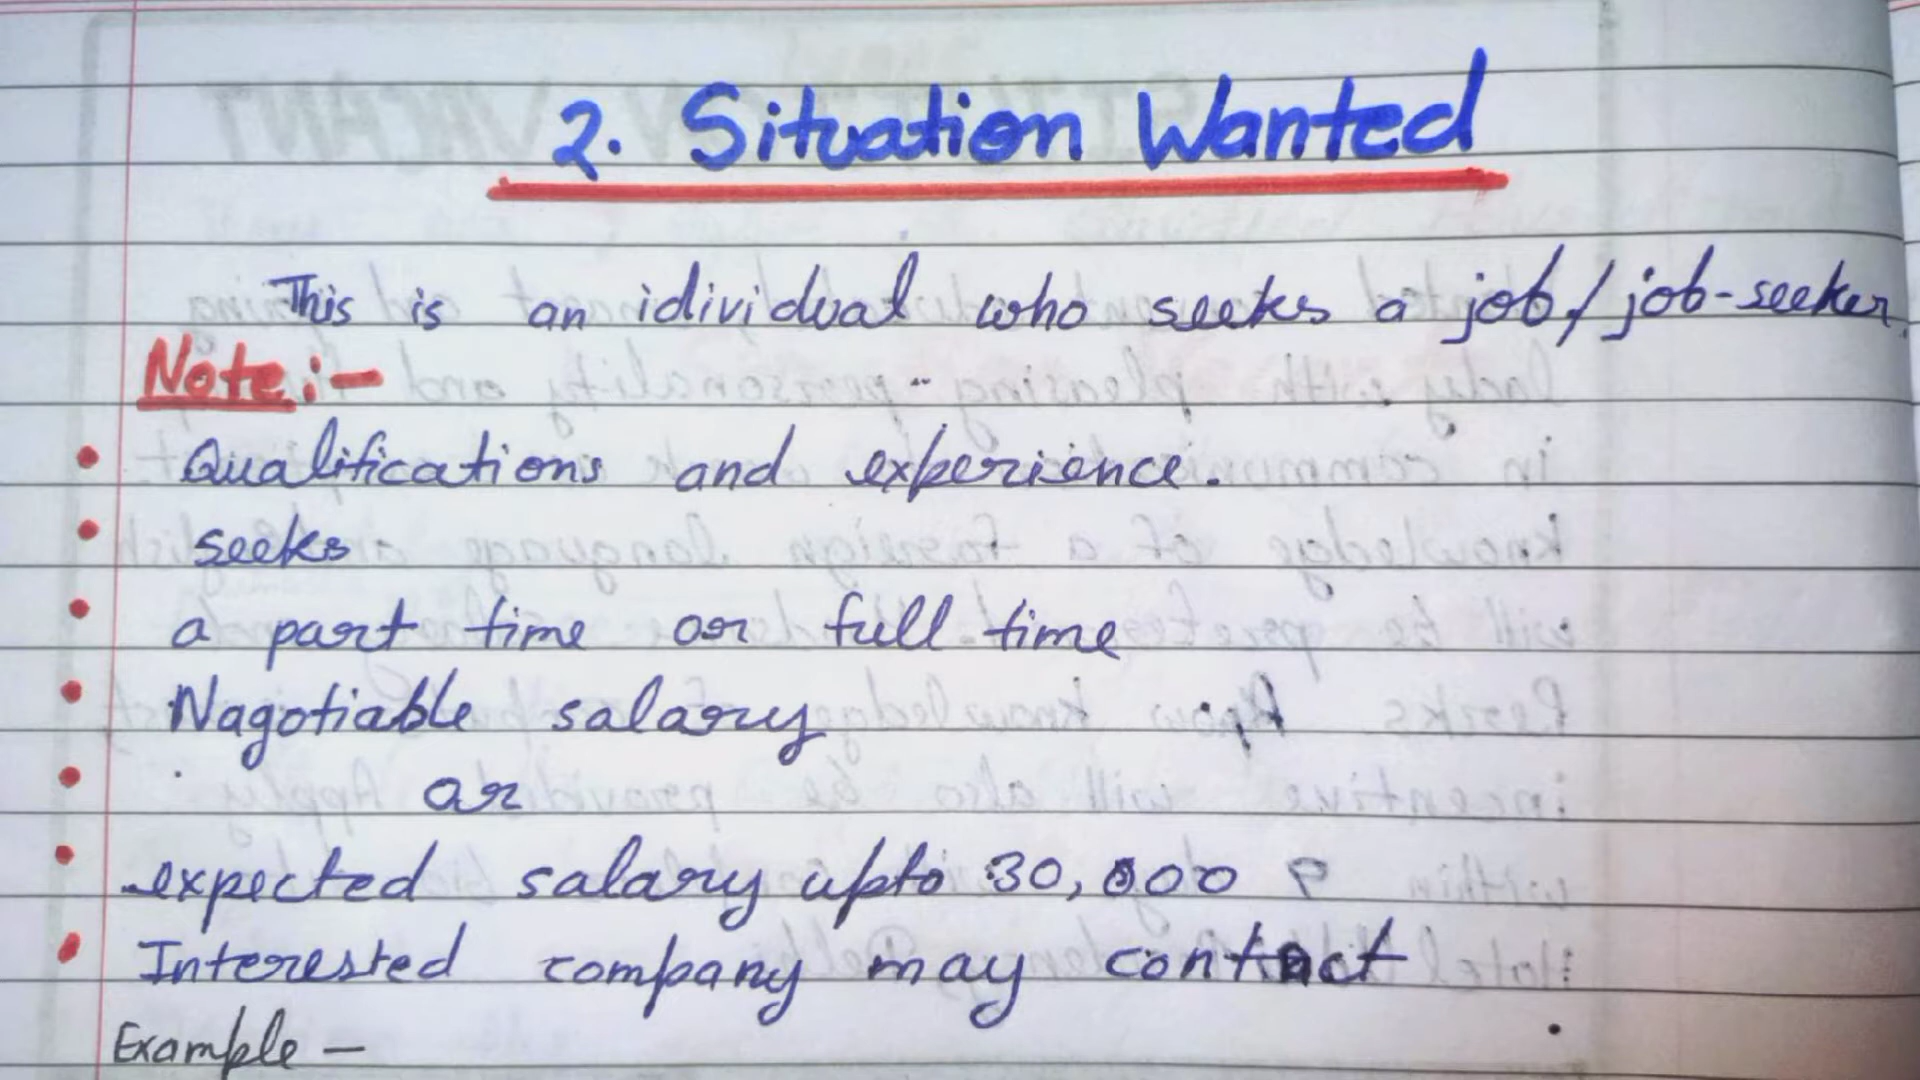 2. Situation Wanted
This is an idividual who seeks a job / job-seeker.
Note:-
• Qualifications and experience.
• seeks
• a part time or full time
• Nagotiable salary
• or
• expected salary upto 30,000
• Interested company may contact
Example -